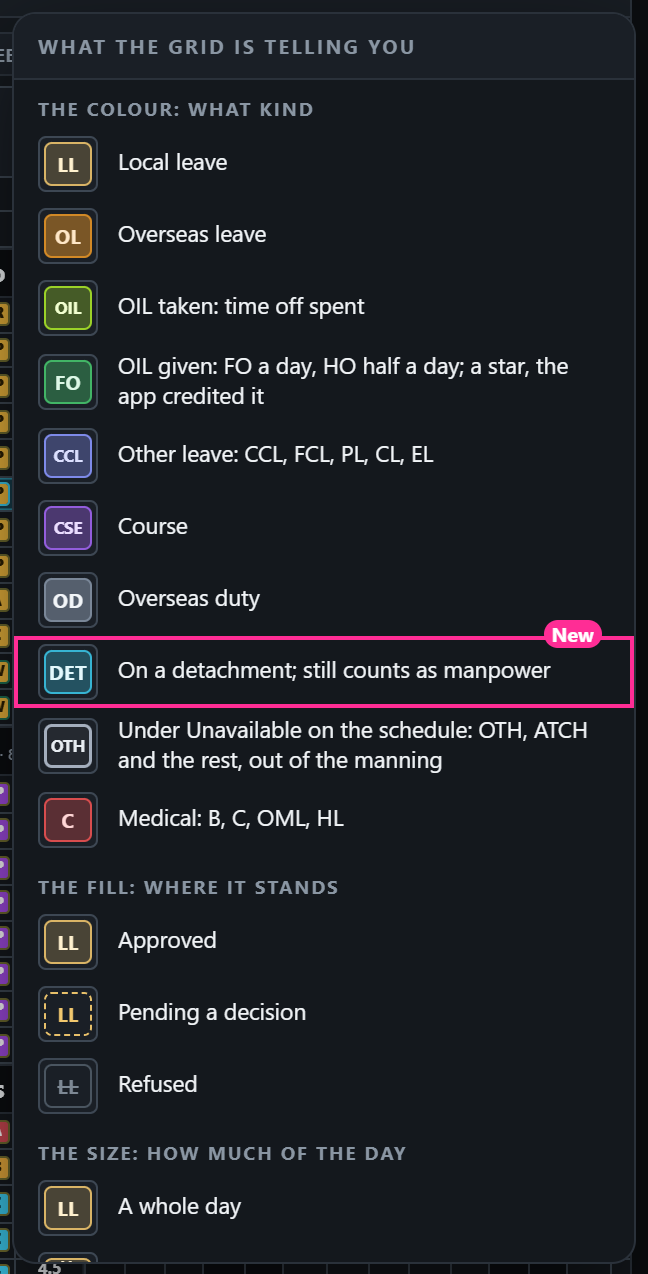 WHAT THE GRID IS TELLING YOU
THE COLOUR: WHAT KIND
LL Local leave
OL Overseas leave
OIL OIL taken: time off spent
FO OIL given: FO a day, HO half a day; a star, the
app credited it
CCL Other leave: CCL, FCL, PL, CL, EL
CSE Course
OD Overseas duty
New
DET On a detachment; still counts as manpower
OTH Under Unavailable on the schedule: OTH, ATCH
and the rest, out of the manning
C Medical: B, C, OML, HL
THE FILL: WHERE IT STANDS
LL Approved
LL Pending a decision
LL Refused
THE SIZE: HOW MUCH OF THE DAY
LL A whole day
4.5